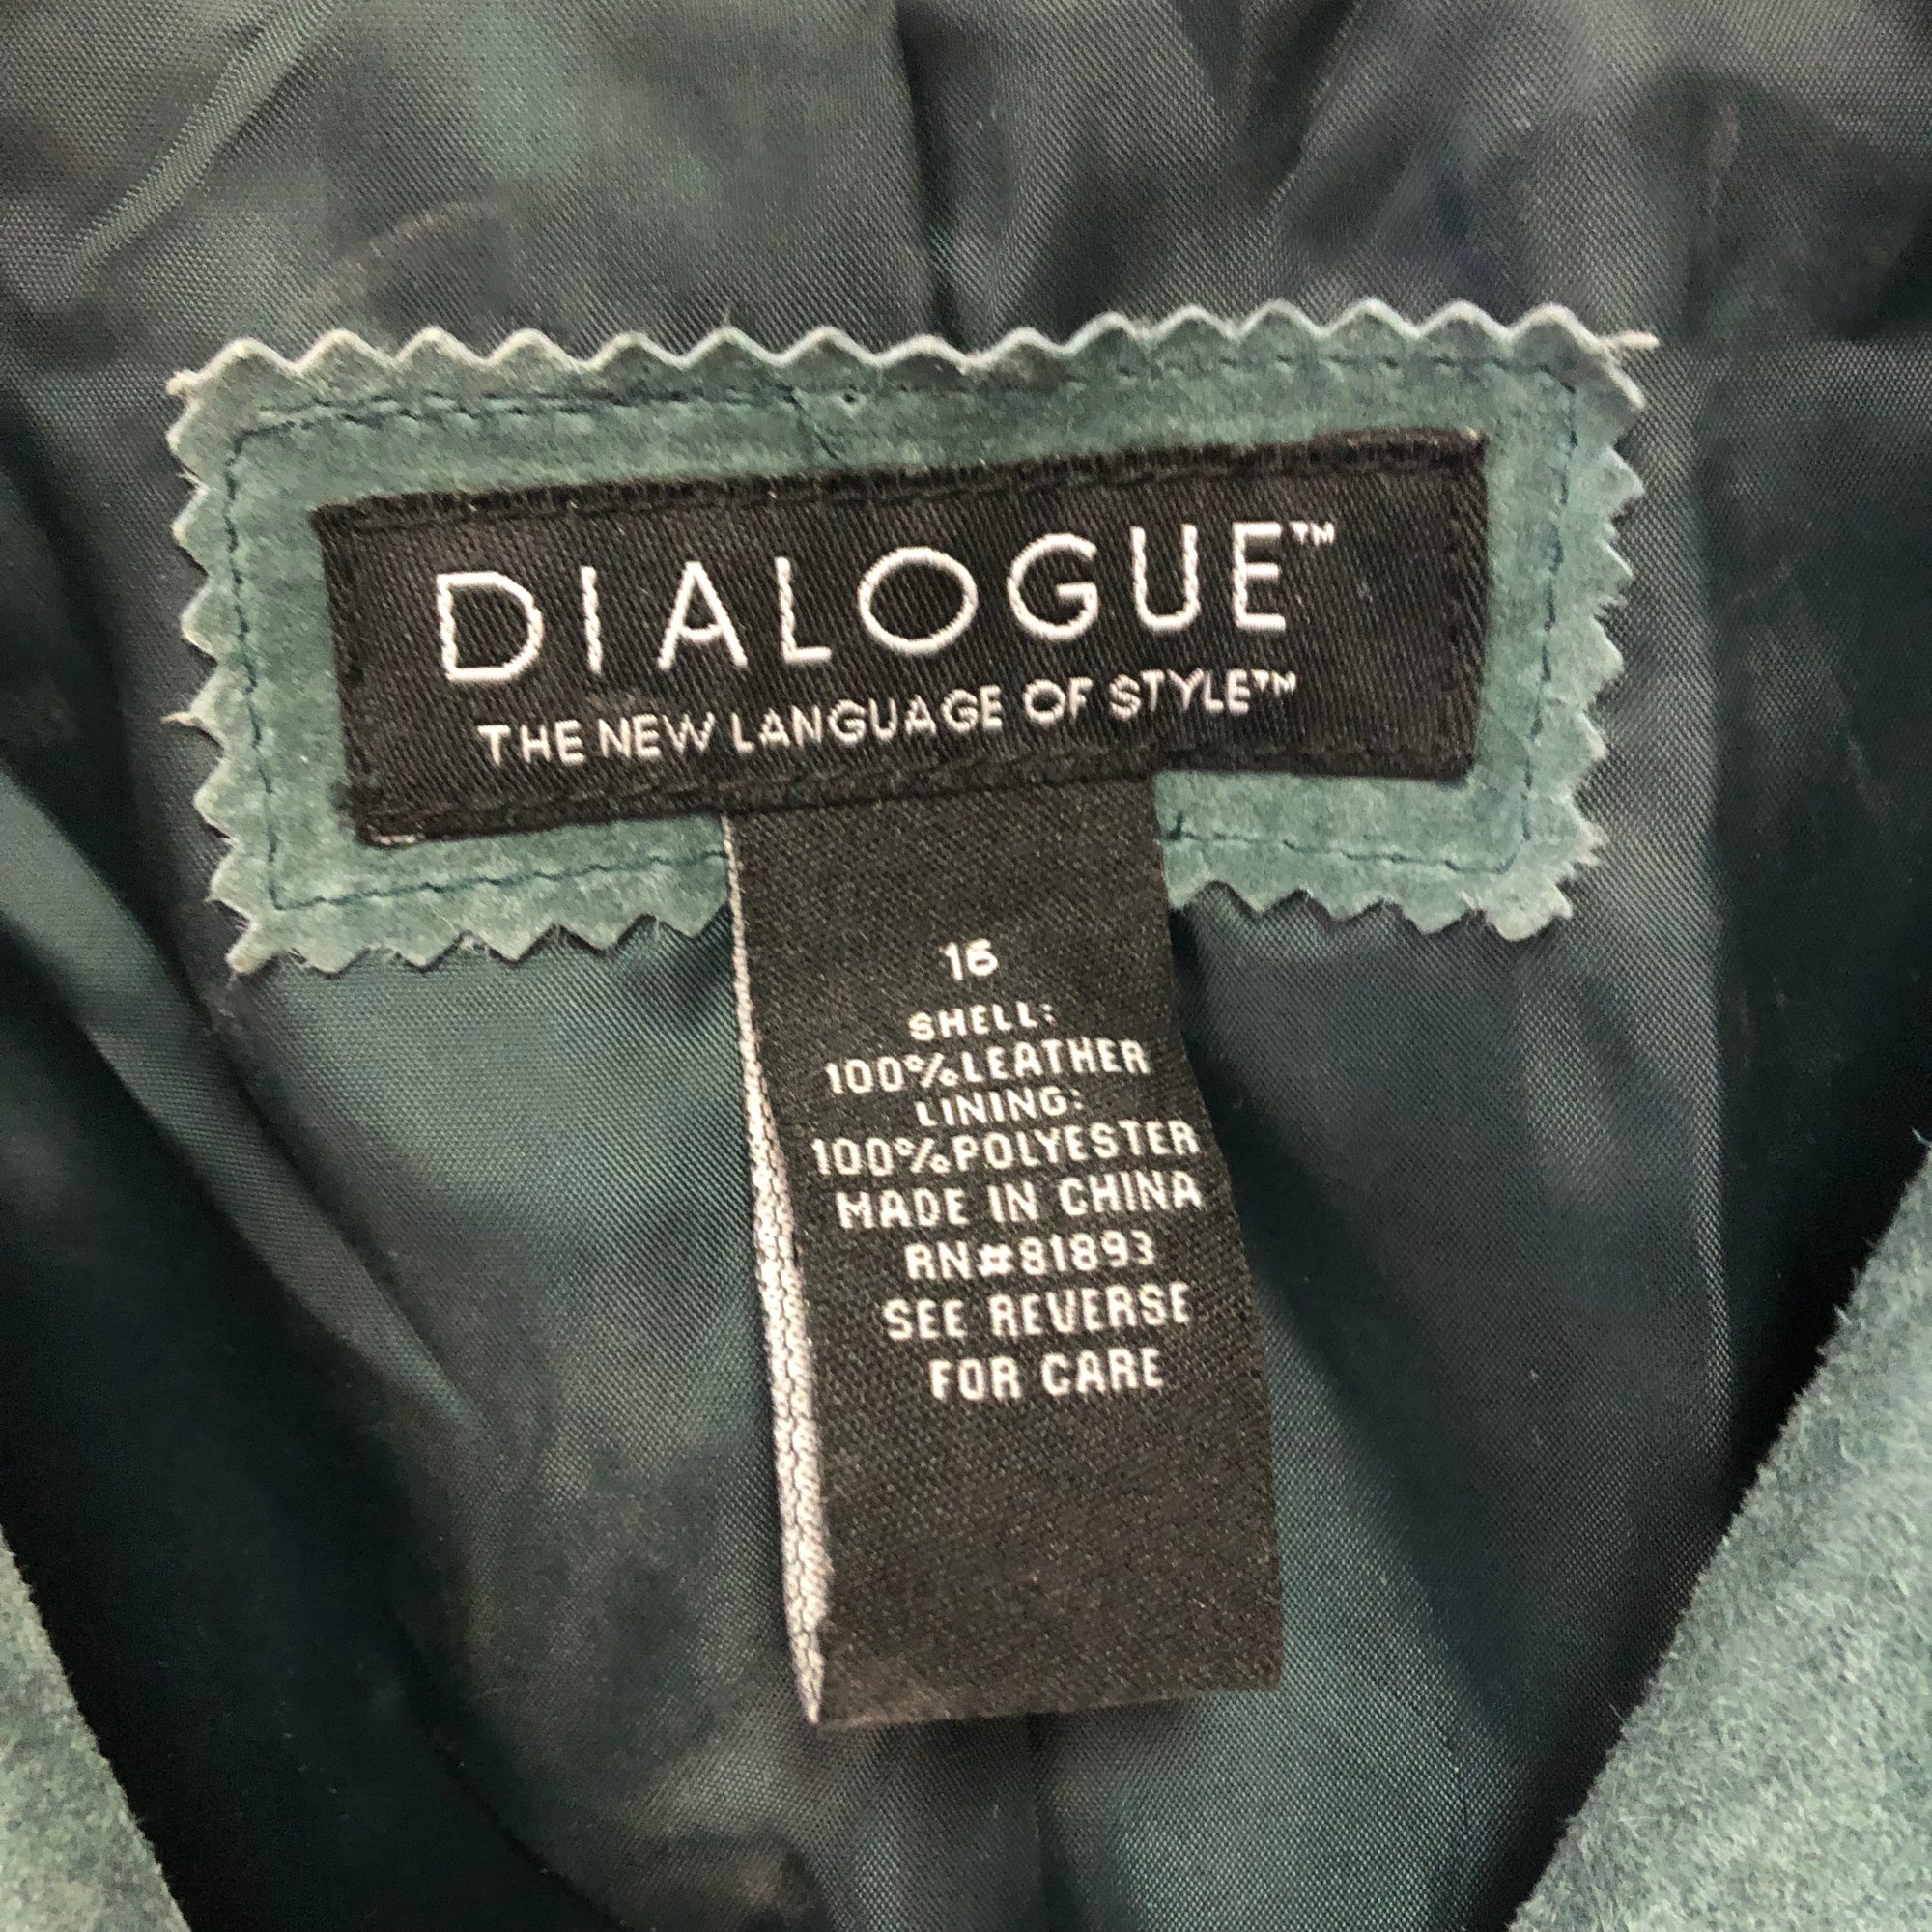 DIALOGUE™
THE NEW LANGUAGE OF STYLE™
16
SHELL:
100%LEATHER
LINING:
100%POLYESTER
MADE IN CHINA
RN#81893
SEE REVERSE
FOR CARE